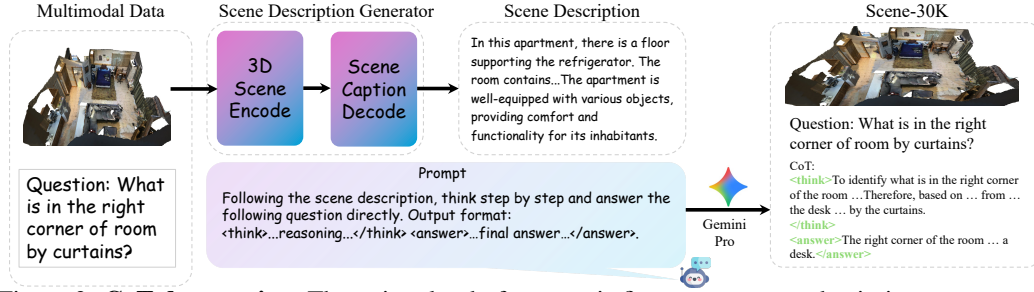 Multimodal Data
Scene Description Generator
Scene Description
Scene-30K
3D
Scene
Encode
Scene
Caption
Decode
In this apartment, there is a floor
supporting the refrigerator. The
room contains...The apartment is
well-equipped with various objects,
providing comfort and
functionality for its inhabitants.
Question: What
is in the right
corner of room
by curtains?
Prompt
Following the scene description, think step by step and answer the
following question directly. Output format:
<think>...reasoning...</think> <answer>...final answer...</answer>.
Gemini
Pro
Question: What is in the right
corner of room by curtains?
CoT:
<think>To identify what is in the right corner
of the room …Therefore, based on … from …
the desk … by the curtains.
</think>
<answer>The right corner of the room … a
desk.</answer>